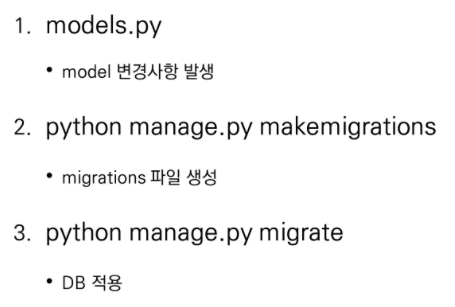 1. models.py
• model 변경사항 발생
2. python manage.py makemigrations
• migrations 파일 생성
3. python manage.py migrate
• DB 적용